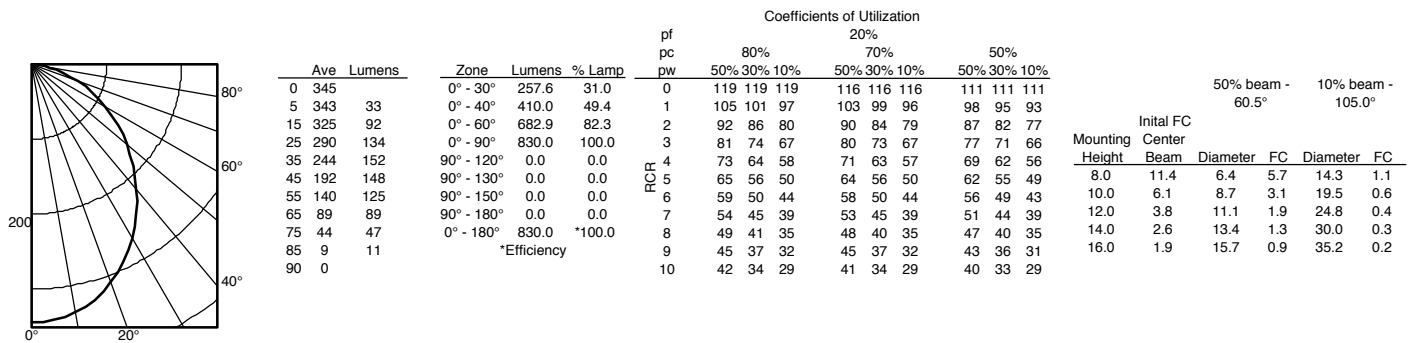 80°
60°
40°
20°
0°
200
Ave Lumens
0 345
5 343 33
15 325 92
25 290 134
35 244 152
45 192 148
55 140 125
65 89 89
75 44 47
85 9 11
90 0
Zone Lumens % Lamp
0° - 30° 257.6 31.0
0° - 40° 410.0 49.4
0° - 60° 682.9 82.3
0° - 90° 830.0 100.0
90° - 120° 0.0 0.0
90° - 130° 0.0 0.0
90° - 150° 0.0 0.0
90° - 180° 0.0 0.0
0° - 180° 830.0 *100.0
*Efficiency
Coefficients of Utilization
pf 20%
pc 80% 70% 50%
pw 50% 30% 10% 50% 30% 10% 50% 30% 10%
RCR
0 119 119 119 116 116 116 111 111 111
1 105 101 97 103 99 96 98 95 93
2 92 86 80 90 84 79 87 82 77
3 81 74 67 80 73 67 77 71 66
4 73 64 58 71 63 57 69 62 56
5 65 56 50 64 56 50 62 55 49
6 59 50 44 58 50 44 56 49 43
7 54 45 39 53 45 39 51 44 39
8 49 41 35 48 40 35 47 40 35
9 45 37 32 45 37 32 43 36 31
10 42 34 29 41 34 29 40 33 29
50% beam - 10% beam -
60.5° 105.0°
Inital FC
Mounting Center
Height Beam Diameter FC Diameter FC
8.0 11.4 6.4 5.7 14.3 1.1
10.0 6.1 8.7 3.1 19.5 0.6
12.0 3.8 11.1 1.9 24.8 0.4
14.0 2.6 13.4 1.3 30.0 0.3
16.0 1.9 15.7 0.9 35.2 0.2